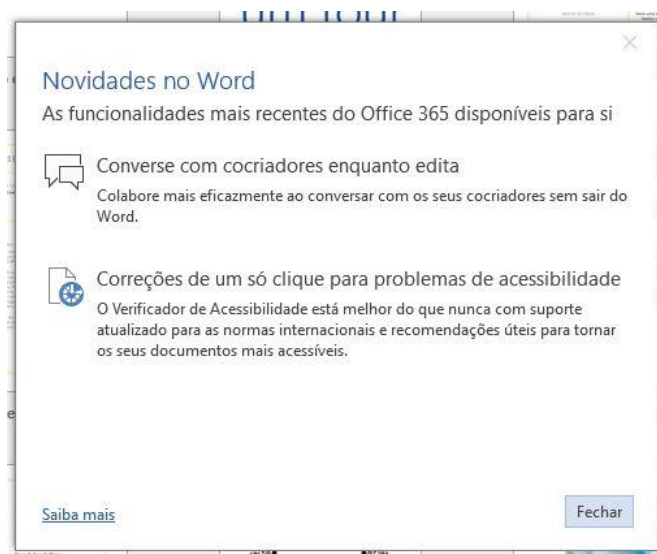 Novidades no Word
As funcionalidades mais recentes do Office 365 disponíveis para si
Converse com cocriadores enquanto edita
Colabore mais eficazmente ao conversar com os seus cocriadores sem sair do
Word.
Correções de um só clique para problemas de acessibilidade
O Verificador de Acessibilidade está melhor do que nunca com suporte
atualizado para as normas internacionais e recomendações úteis para tornar
os seus documentos mais acessíveis.
Saiba mais
Fechar